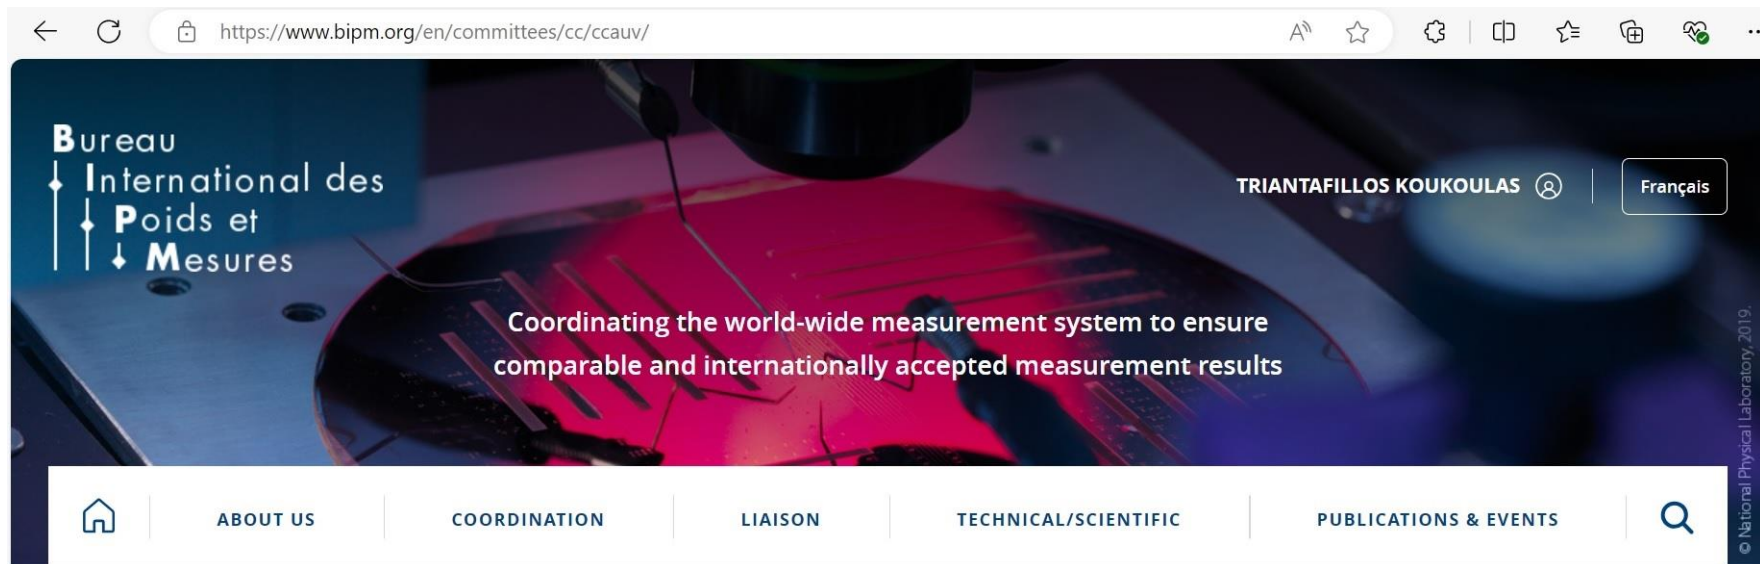 https://www.bipm.org/en/committees/cc/ccauv/
Bureau
International des
Poids et
Mesures
TRIANTAFILLOS KOUKOULAS
Français
Coordinating the world-wide measurement system to ensure
comparable and internationally accepted measurement results
© National Physical Laboratory, 2019.
ABOUT US
COORDINATION
LIAISON
TECHNICAL/SCIENTIFIC
PUBLICATIONS & EVENTS